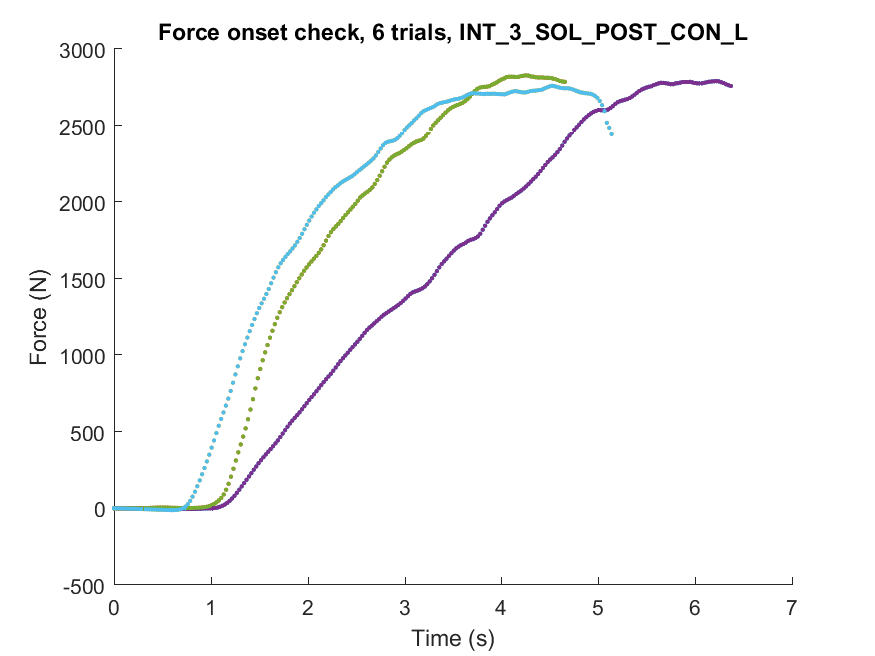 Force onset check, 6 trials, INT_3_SOL_POST_CON_L
3000
2500
2000
1500
1000
500
0
-500
Force (N)
0 1 2 3 4 5 6 7
Time (s)